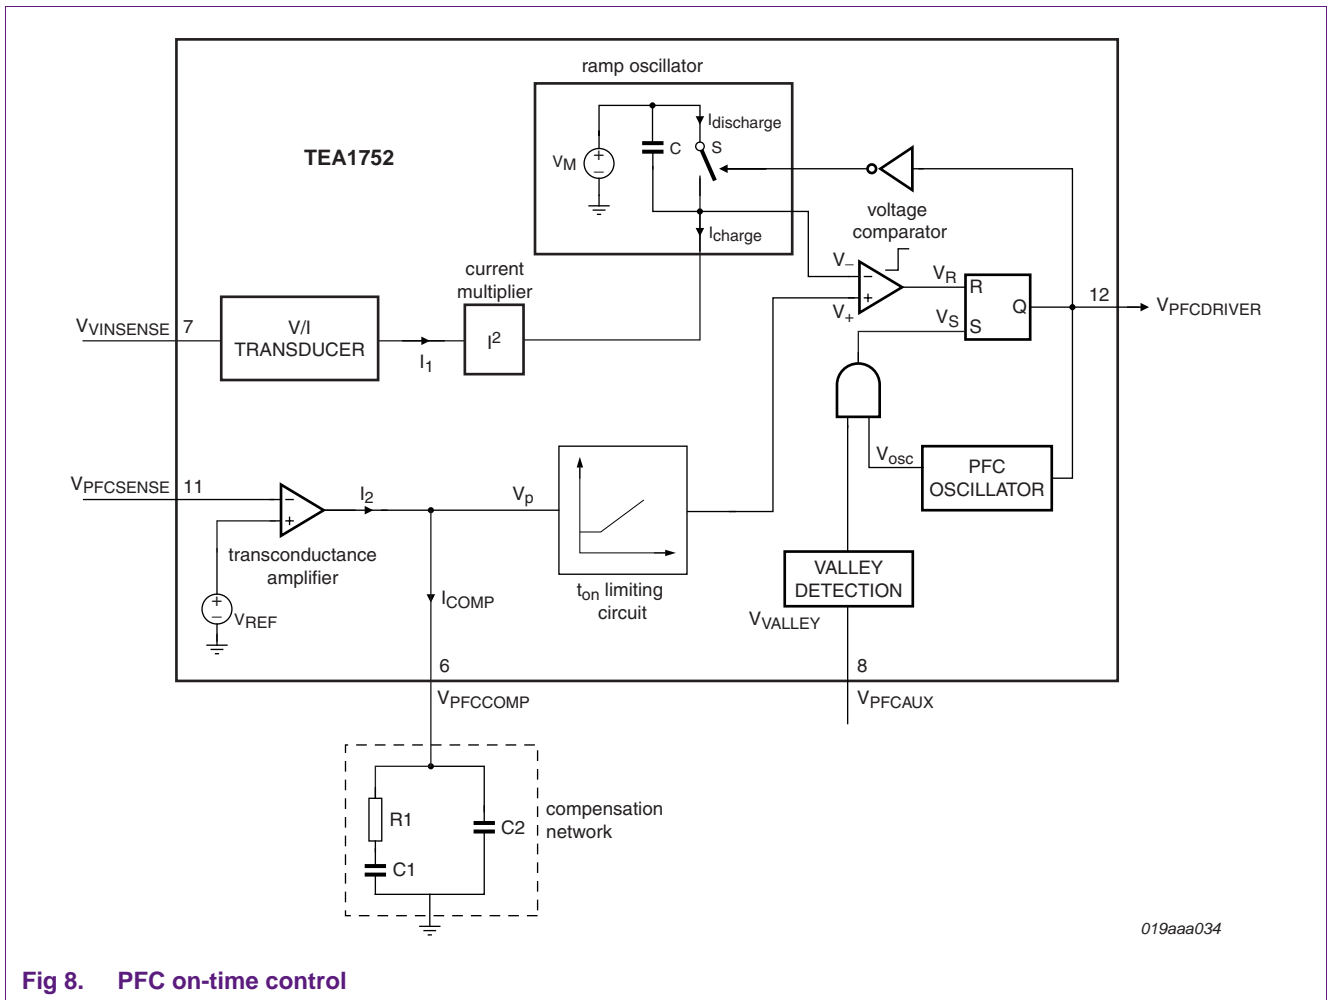 ramp oscillator
TEA1752
Idischarge
C
S
VM
+
−
Icharge
voltage
comparator
V−
−
+
V+
VR
R
Q
VS
S
12
VPFCDRIVER
current
multiplier
VVINSENSE
7
V/I
TRANSDUCER
I1
I2
VPFCSENSE
11
−
+
I2
Vp
transconductance
amplifier
+
−
VREF
ICOMP
ton limiting
circuit
Vosc
PFC
OSCILLATOR
VALLEY
DETECTION
VVALLEY
6
8
VPFCCOMP
VPFCAUX
R1
C1
C2
compensation
network
019aaa034
Fig 8. PFC on-time control